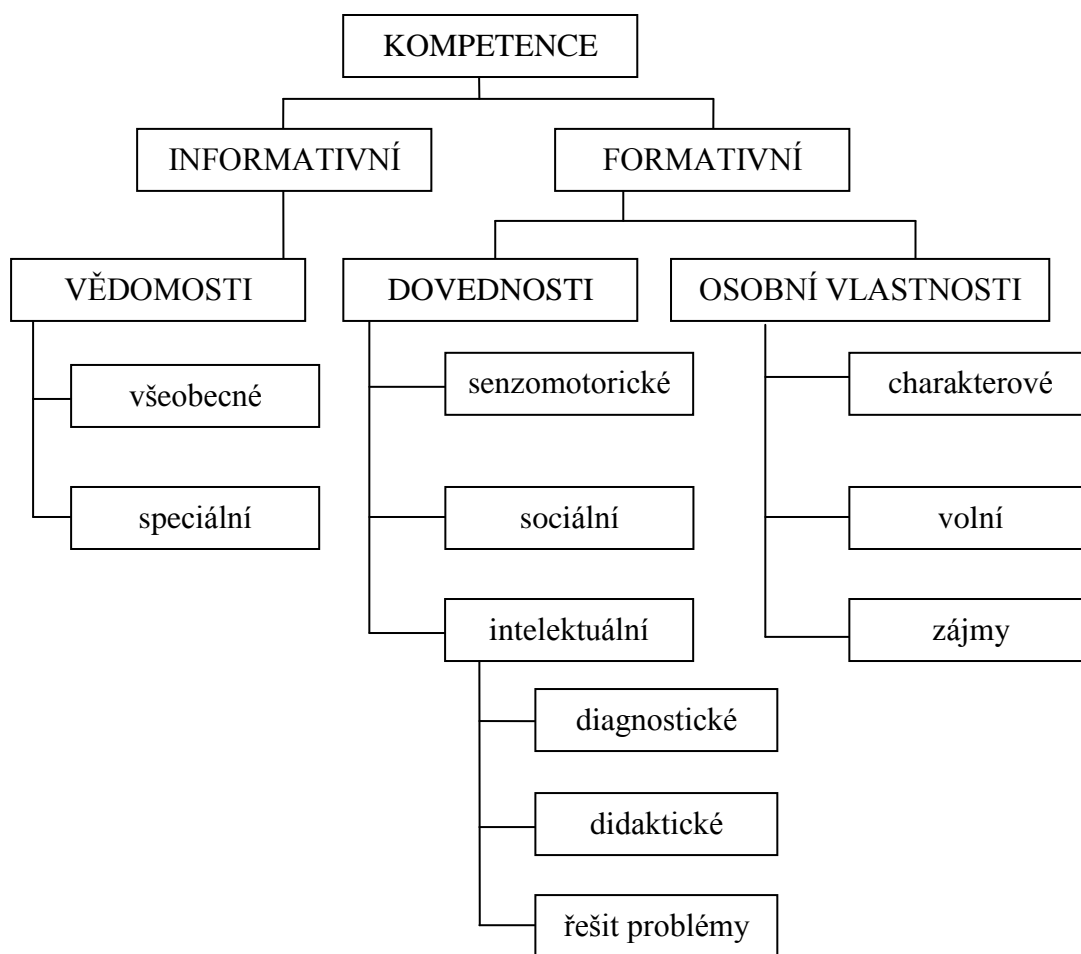 KOMPETENCE
INFORMATIVNÍ
FORMATIVNÍ
VĚDOMOSTI
DOVEDNOSTI
OSOBNÍ VLASTNOSTI
všeobecné
senzomotorické
charakterové
speciální
sociální
volní
intelektuální
zájmy
diagnostické
didaktické
řešit problémy